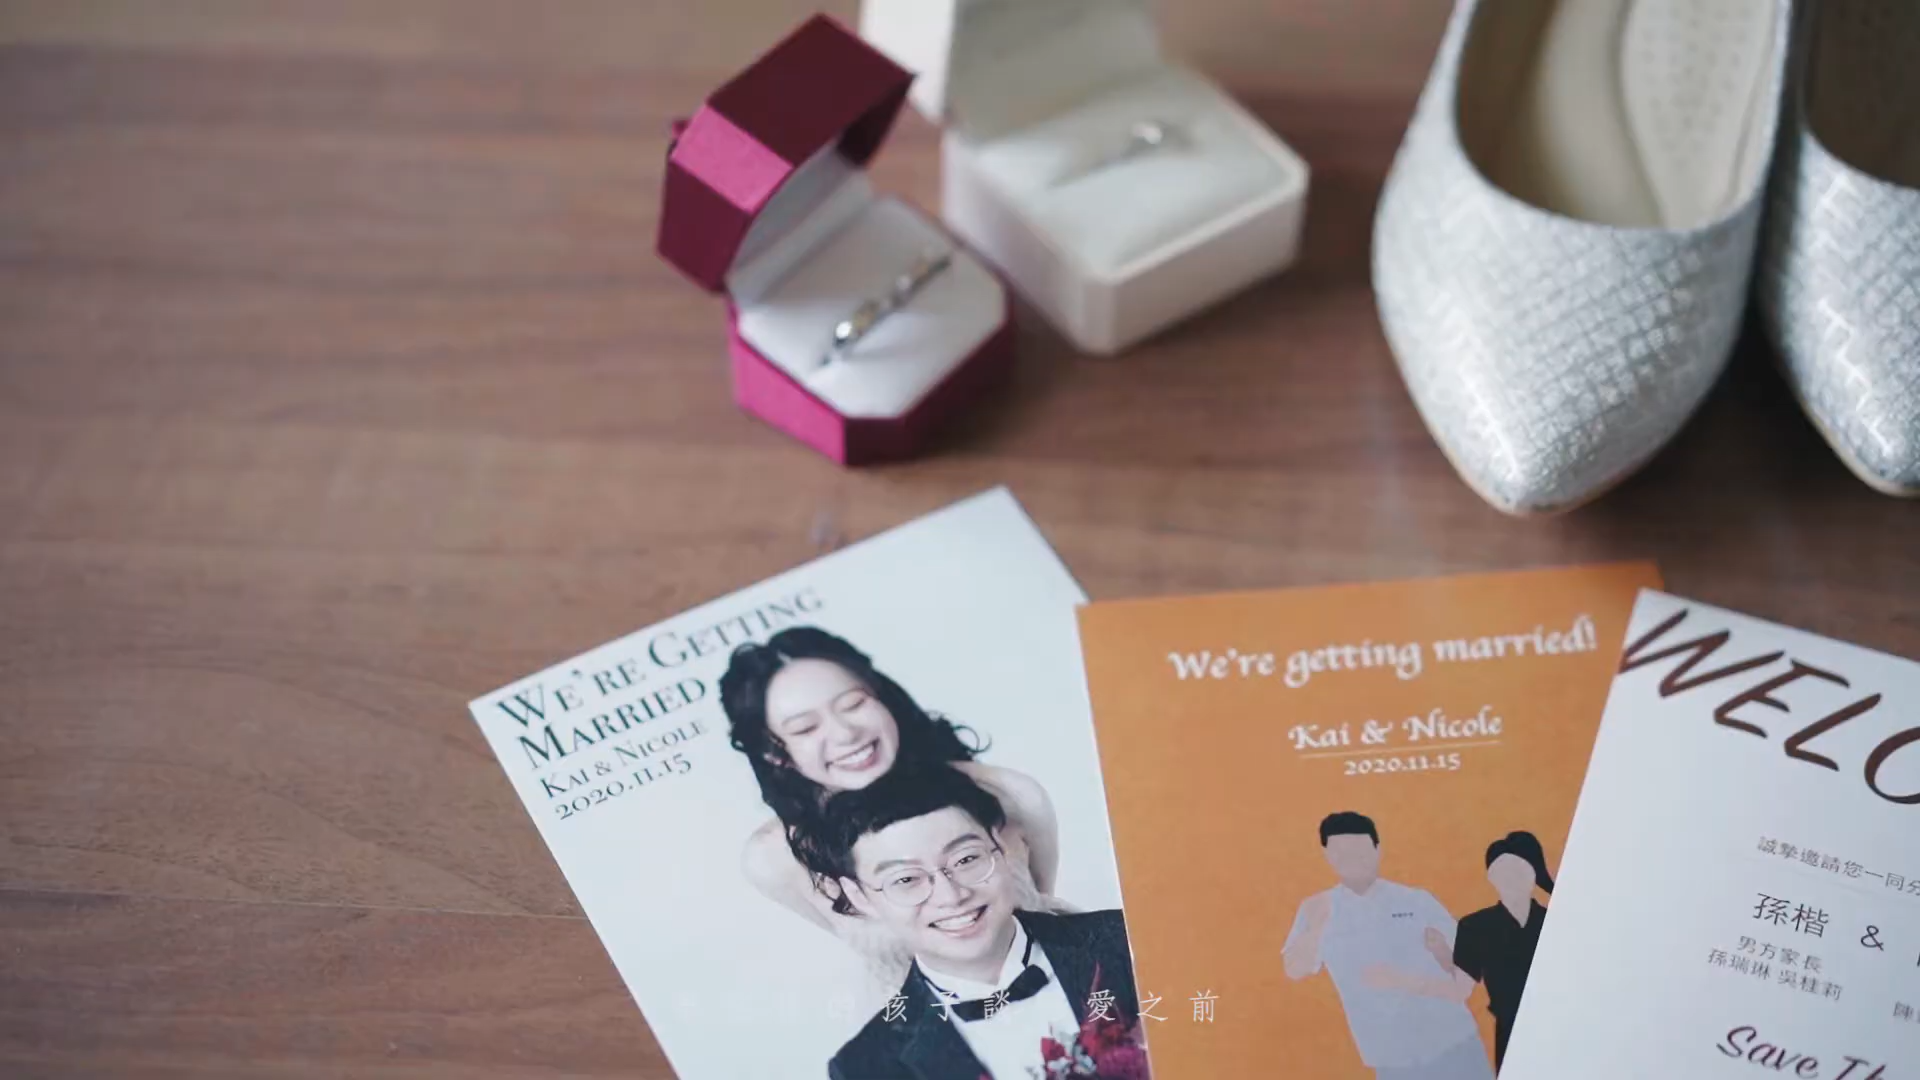 WE'RE GETTING
MARRIED
KAI & NICOLE
2020.11.15
We're getting married!
Kai & Nicole
2020.11.15
WELC
誠摯邀請您一同分
孫楷 &
男方家長
孫瑞琳 吳桂莉
陳
Save Th
的孩子談 愛之前